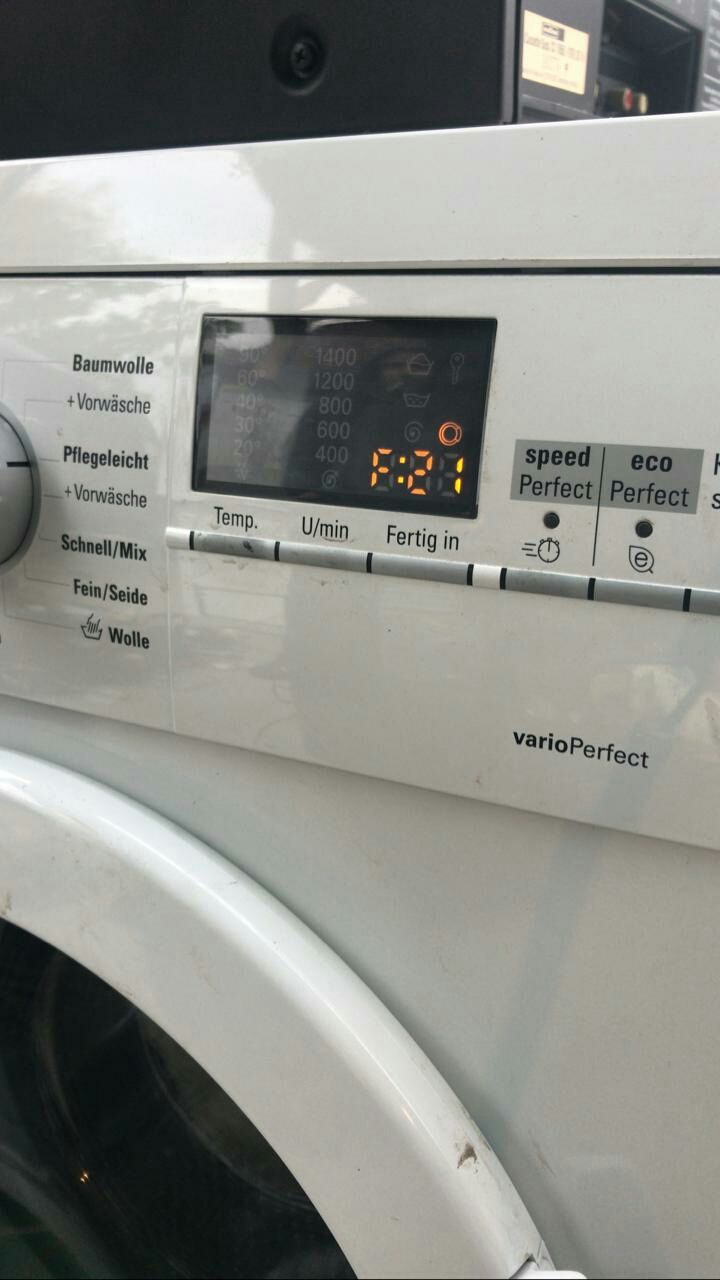 Baumwolle
+Vorwäsche
Pflegeleicht
+Vorwäsche
Schnell/Mix
Fein/Seide
Wolle
90°
60°
40°
30°
20°
1400
1200
800
600
400
F:21
Temp.
U/min
Fertig in
speed
Perfect
eco
Perfect
varioPerfect